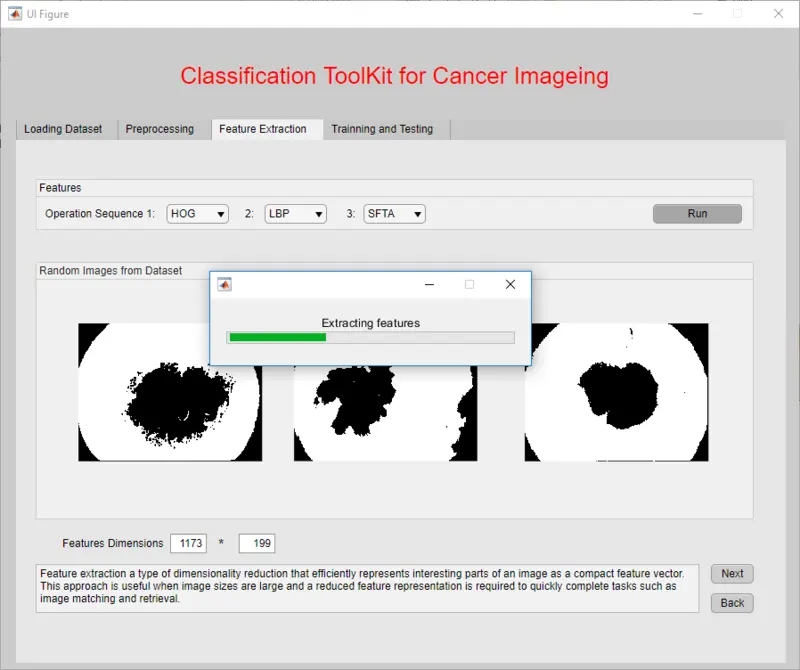 UI Figure
Classification ToolKit for Cancer Imageing
Loading Dataset Preprocessing Feature Extraction Trainning and Testing
Features
Operation Sequence 1: HOG 2: LBP 3: SFTA Run
Random Images from Dataset
Extracting features
Features Dimensions 1173 * 199
Feature extraction a type of dimensionality reduction that efficiently represents interesting parts of an image as a compact feature vector.
This approach is useful when image sizes are large and a reduced feature representation is required to quickly complete tasks such as
image matching and retrieval.
Next
Back